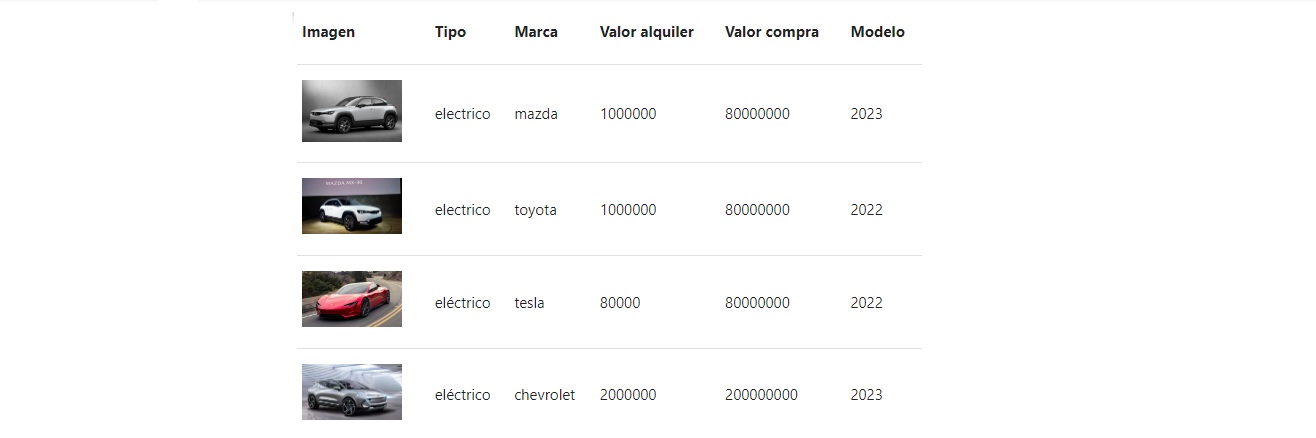 Imagen Tipo Marca Valor alquiler Valor compra Modelo
electrico mazda 1000000 80000000 2023
MAZDA MX-30
electrico toyota 1000000 80000000 2022
eléctrico tesla 80000 80000000 2022
eléctrico chevrolet 2000000 200000000 2023